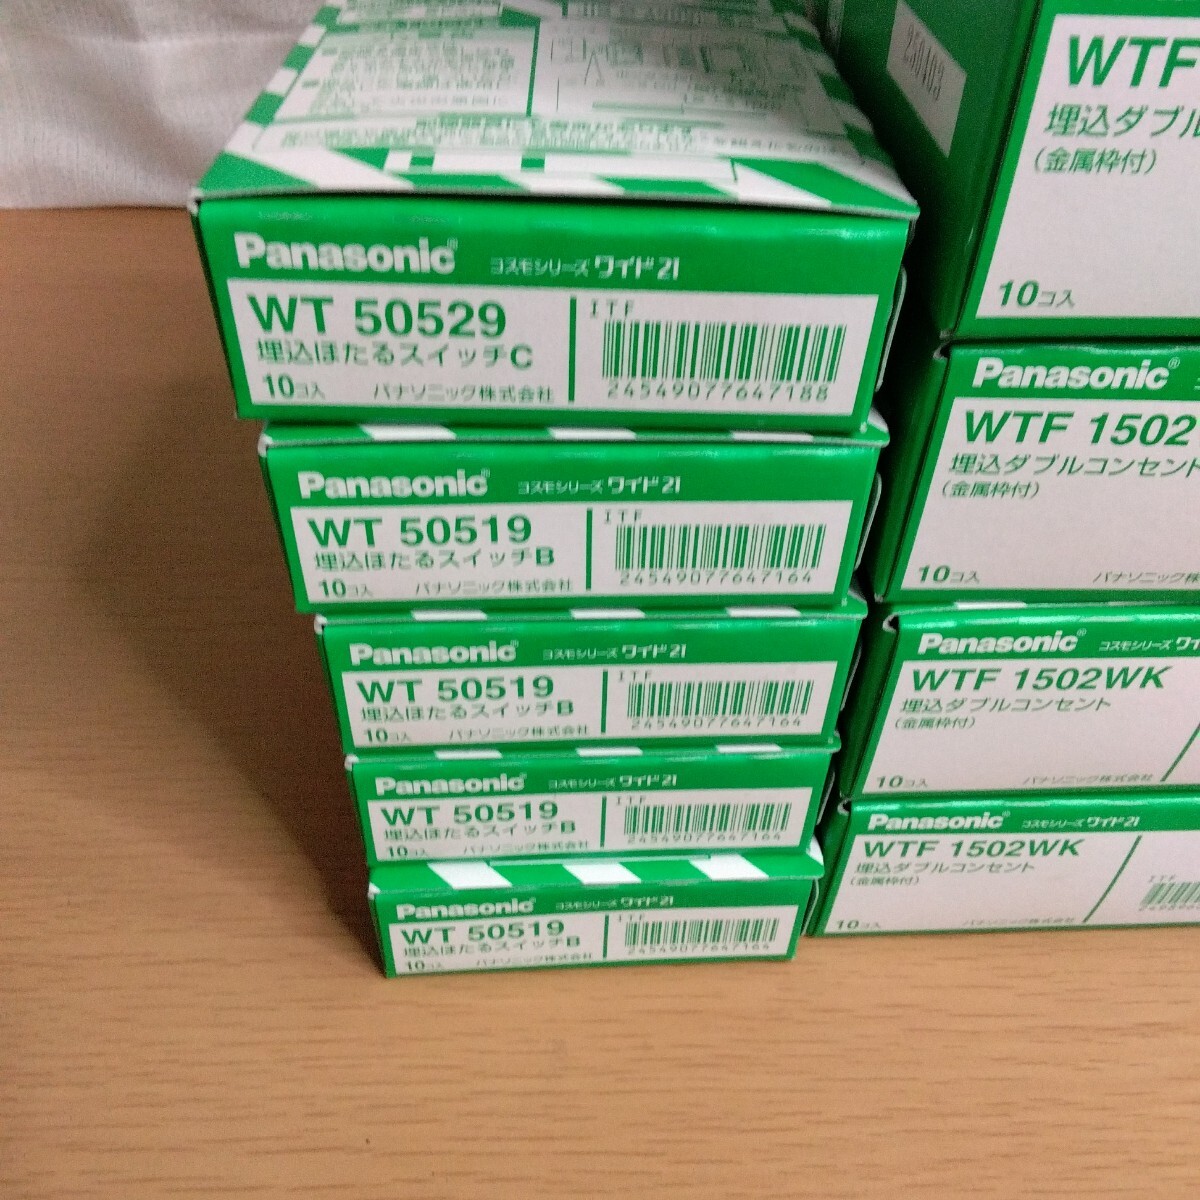 Panasonic® コスモシリーズ ワイド21
WT 50529
埋込ほたるスイッチC
10コ入 パナソニック株式会社
ITF
24549077647188
Panasonic® コスモシリーズ ワイド21
WT 50519
埋込ほたるスイッチB
10コ入 パナソニック株式会社
ITF
24549077647164
Panasonic® コスモシリーズ ワイド21
WT 50519
埋込ほたるスイッチB
10コ入 パナソニック株式会社
ITF
24549077647164
Panasonic® コスモシリーズ ワイド21
WT 50519
埋込ほたるスイッチB
10コ入 パナソニック株式会社
ITF
24549077647164
Panasonic® コスモシリーズ ワイド21
WT 50519
埋込ほたるスイッチB
10コ入 パナソニック株式会社
ITF
24549077647164
250403
WTF
埋込ダブル
(金属枠付)
10コ入
Panasonic® コ
WTF 1502
埋込ダブルコンセント
(金属枠付)
10コ入 パナソニック株
Panasonic® コスモシリーズ ワイ
WTF 1502WK
埋込ダブルコンセント
(金属枠付)
10コ入 パナソニック株式会社
Panasonic® コスモシリーズ ワイド21
WTF 1502WK
埋込ダブルコンセント
(金属枠付)
10コ入 パナソニック株式会社
ITF